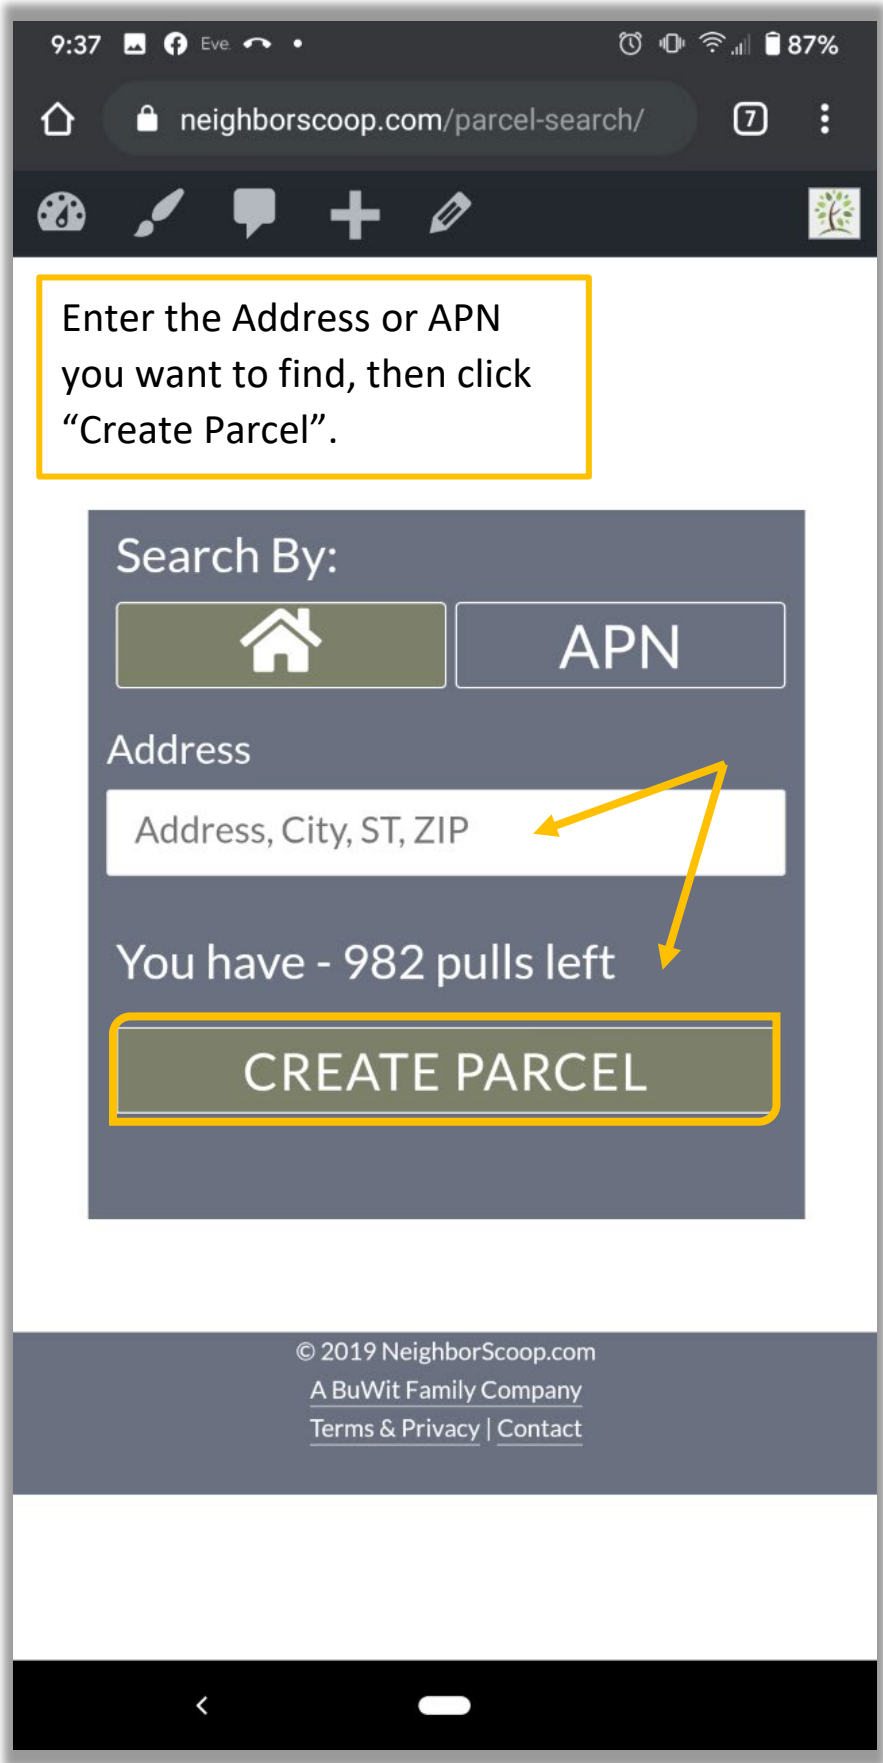 9:37 Eve. 87%
neighborscoop.com/parcel-search/ 7
Enter the Address or APN
you want to find, then click
“Create Parcel”.
Search By:
APN
Address
Address, City, ST, ZIP
You have - 982 pulls left
CREATE PARCEL
© 2019 NeighborScoop.com
A BuWit Family Company
Terms & Privacy | Contact